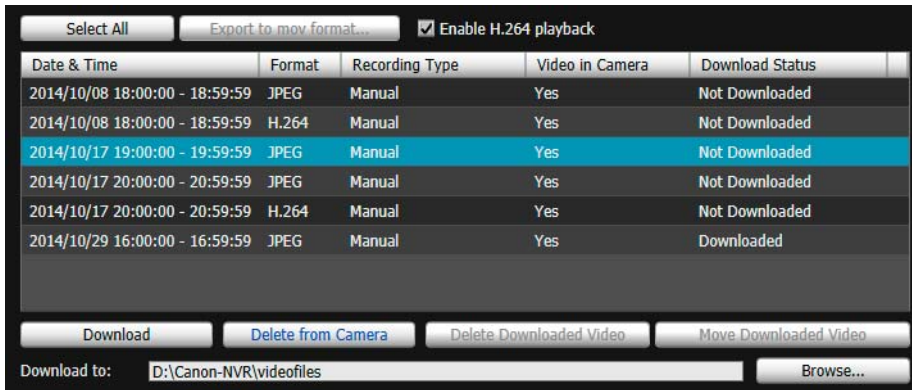 Select All Export to mov format... Enable H.264 playback
Date & Time Format Recording Type Video in Camera Download Status
2014/10/08 18:00:00 - 18:59:59 JPEG Manual Yes Not Downloaded
2014/10/08 18:00:00 - 18:59:59 H.264 Manual Yes Not Downloaded
2014/10/17 19:00:00 - 19:59:59 JPEG Manual Yes Not Downloaded
2014/10/17 20:00:00 - 20:59:59 JPEG Manual Yes Not Downloaded
2014/10/17 20:00:00 - 20:59:59 H.264 Manual Yes Not Downloaded
2014/10/29 16:00:00 - 16:59:59 JPEG Manual Yes Downloaded
Download Delete from Camera Delete Downloaded Video Move Downloaded Video
Download to: D:\Canon-NVR\videofiles Browse...